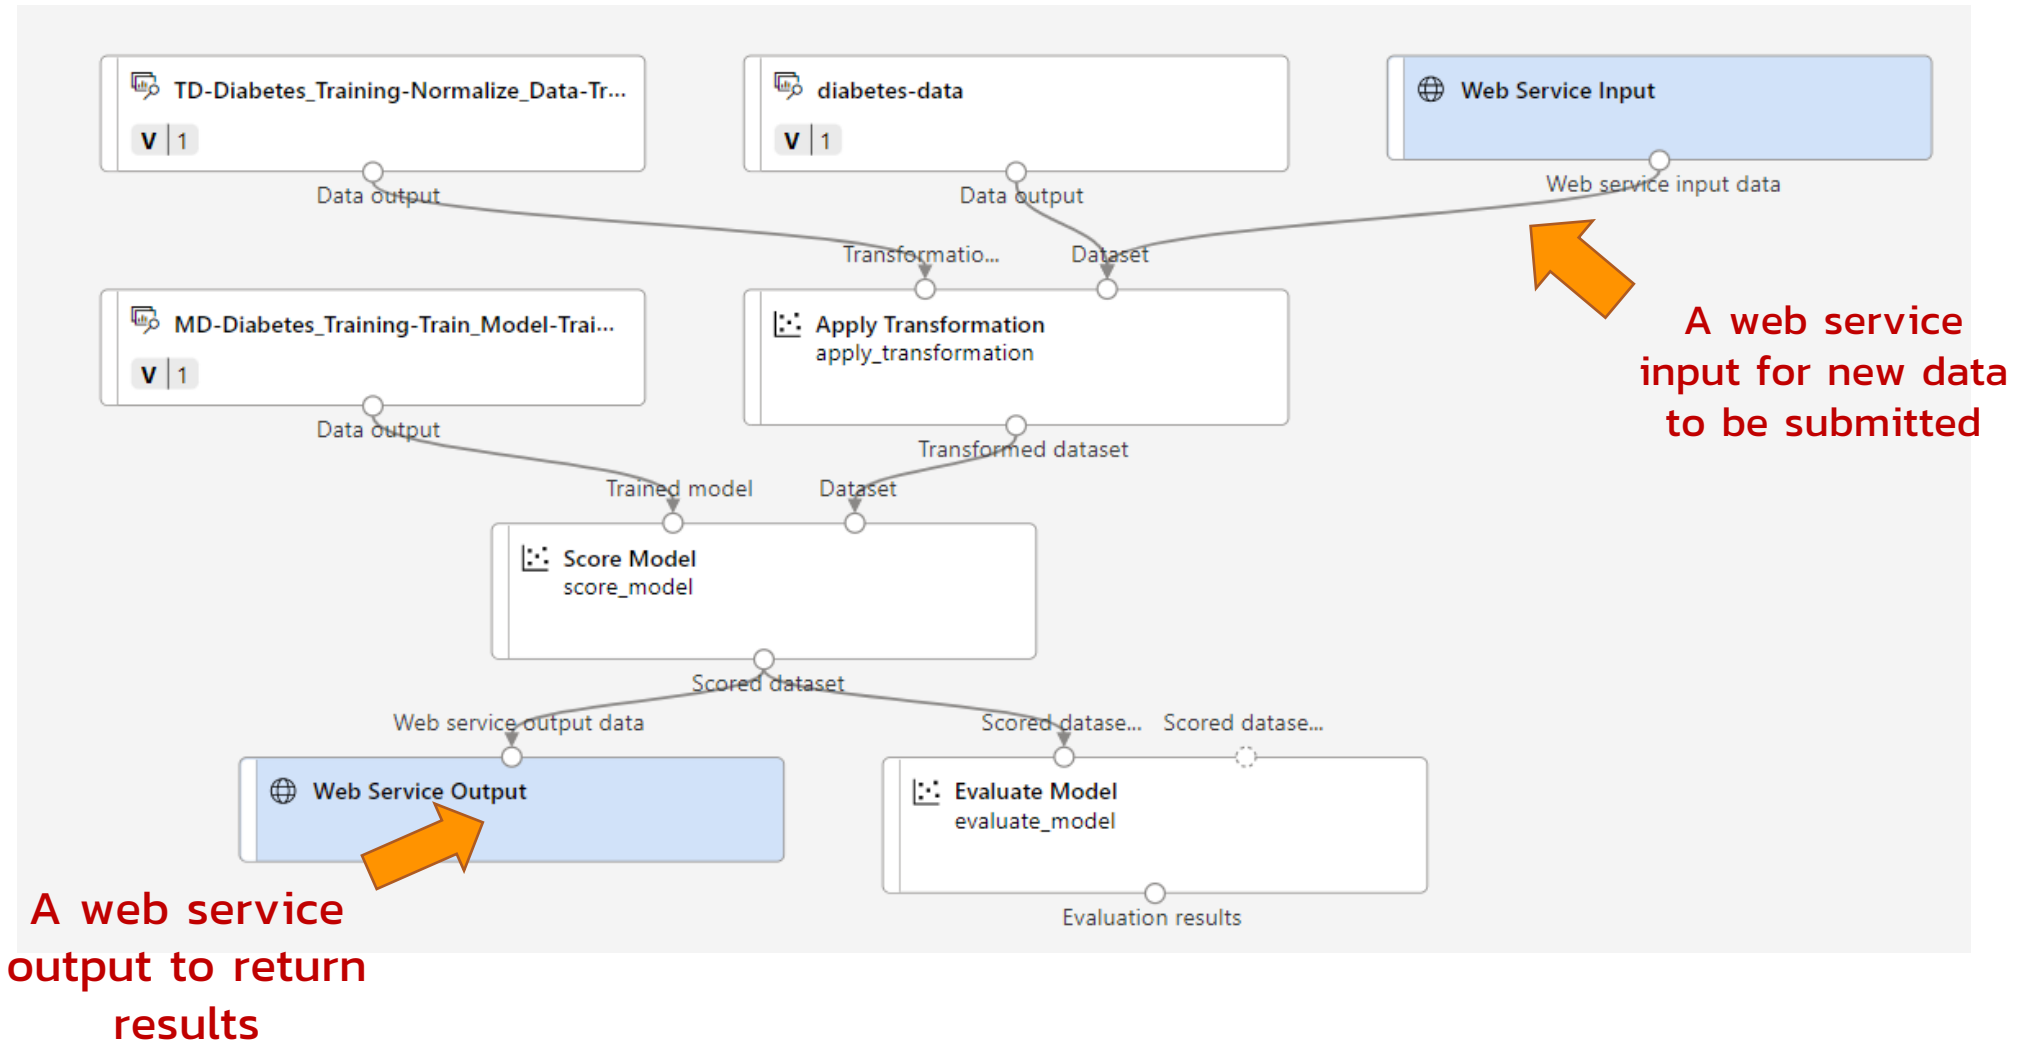 TD-Diabetes_Training-Normalize_Data-Tr...
V 1
Data output
diabetes-data
V 1
Data output
Web Service Input
Web service input data
Transformatio...
Dataset
A web service
input for new data
to be submitted
MD-Diabetes_Training-Train_Model-Trai...
V 1
Data output
Apply Transformation
apply_transformation
Transformed dataset
Trained model
Dataset
Score Model
score_model
Scored dataset
Web service output data
Scored datase...
Scored datase...
Web Service Output
Evaluate Model
evaluate_model
Evaluation results
A web service
output to return
results